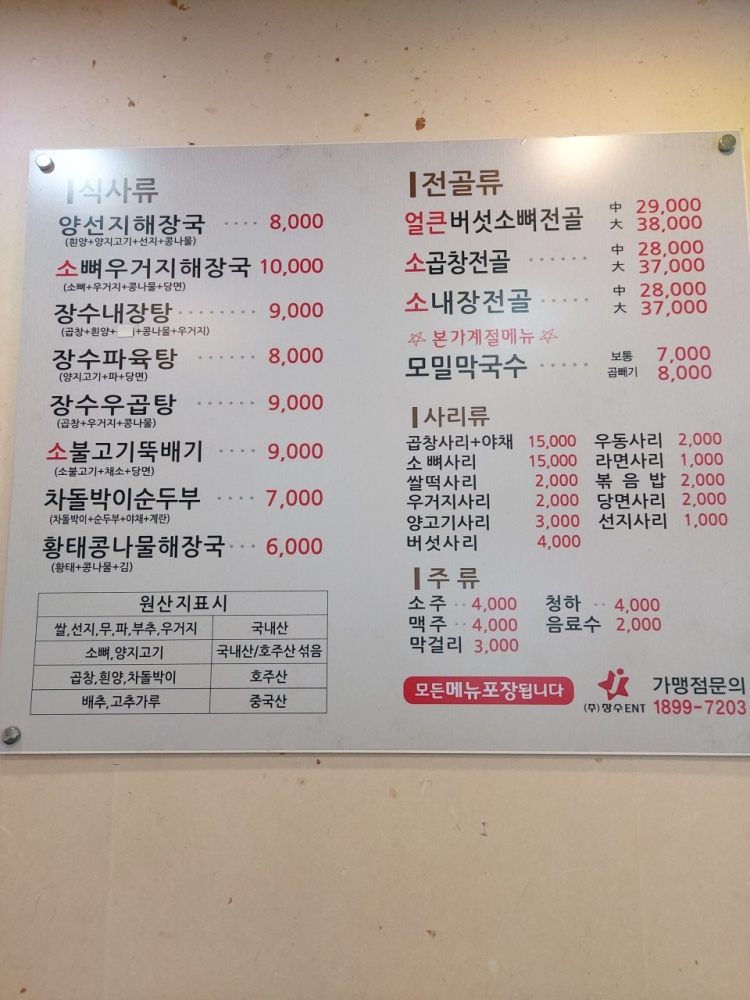 식사류
양선지해장국 ···· 8,000
(흰양+양지고기+선지+콩나물)
소뼈우거지해장국 10,000
(소뼈+우거지+콩나물+당면)
장수내장탕 ········ 9,000
(곱창+흰양+ +콩나물+우거지)
장수파육탕 ······ 8,000
(양지고기+파+당면)
장수우곱탕 ······ 9,000
(곱창+우거지+콩나물)
소불고기뚝배기 ···· 9,000
(소불고기+채소+당면)
차돌박이순두부 ···· 7,000
(차돌박이+순두부+야채+계란)
황태콩나물해장국 ··· 6,000
(황태+콩나물+김)
원산지표시
쌀,선지,무,파,부추,우거지 국내산
소뼈,양지고기 국내산/호주산 섞음
곱창,흰양,차돌박이 호주산
배추,고추가루 중국산
전골류
얼큰버섯소뼈전골 中 29,000
大 38,000
소곱창전골 ······ 中 28,000
大 37,000
소내장전골 ····· 中 28,000
大 37,000
☆ 본가계절메뉴 ☆
모밀막국수 ····· 보통 7,000
곱빼기 8,000
사리류
곱창사리+야채 15,000 우동사리 2,000
소뼈사리 15,000 라면사리 1,000
쌀떡사리 2,000 볶음밥 2,000
우거지사리 2,000 당면사리 2,000
양고기사리 3,000 선지사리 1,000
버섯사리 4,000
주류
소주 ·· 4,000 청하 ·· 4,000
맥주 ·· 4,000 음료수 2,000
막걸리 3,000
모든메뉴포장됩니다
(주)장수ENT
가맹점문의
1899-7203